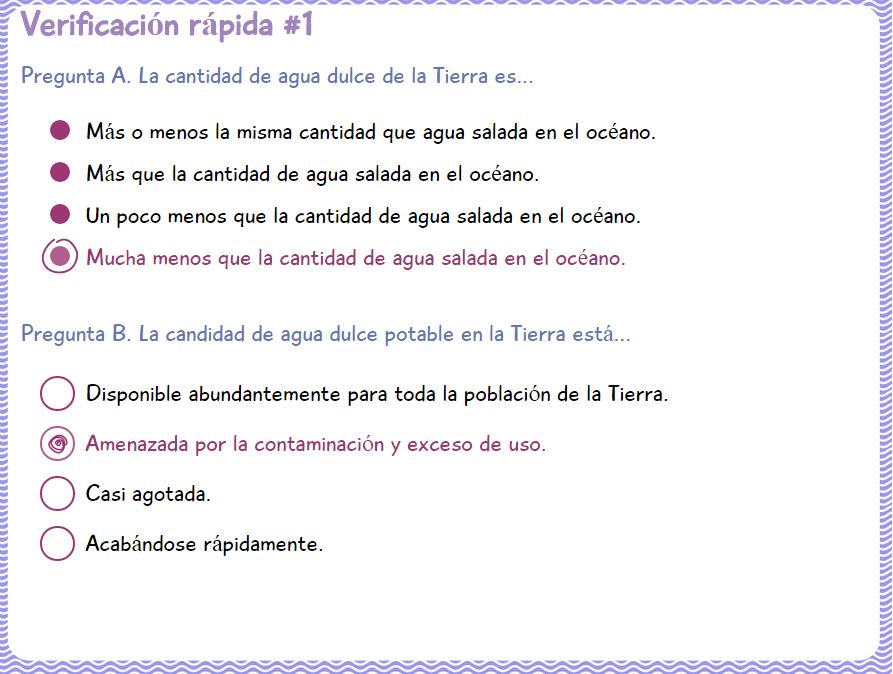 Verificación rápida #1
Pregunta A. La cantidad de agua dulce de la Tierra es...
Más o menos la misma cantidad que agua salada en el océano.
Más que la cantidad de agua salada en el océano.
Un poco menos que la cantidad de agua salada en el océano.
Mucha menos que la cantidad de agua salada en el océano.
Pregunta B. La candidad de agua dulce potable en la Tierra está...
Disponible abundantemente para toda la población de la Tierra.
Amenazada por la contaminación y exceso de uso.
Casi agotada.
Acabándose rápidamente.